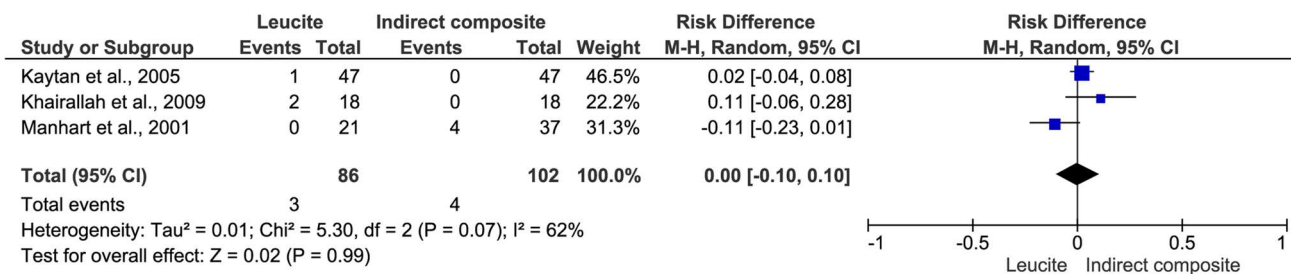 Leucite Indirect composite Risk Difference Risk Difference
Study or Subgroup Events Total Events Total Weight M-H, Random, 95% CI M-H, Random, 95% CI
Kaytan et al., 2005 1 47 0 47 46.5% 0.02 [-0.04, 0.08]
Khairallah et al., 2009 2 18 0 18 22.2% 0.11 [-0.06, 0.28]
Manhart et al., 2001 0 21 4 37 31.3% -0.11 [-0.23, 0.01]
Total (95% CI) 86 102 100.0% 0.00 [-0.10, 0.10]
Total events 3 4
Heterogeneity: Tau² = 0.01; Chi² = 5.30, df = 2 (P = 0.07); I² = 62%
Test for overall effect: Z = 0.02 (P = 0.99)
-1 -0.5 0 0.5 1
Leucite Indirect composite